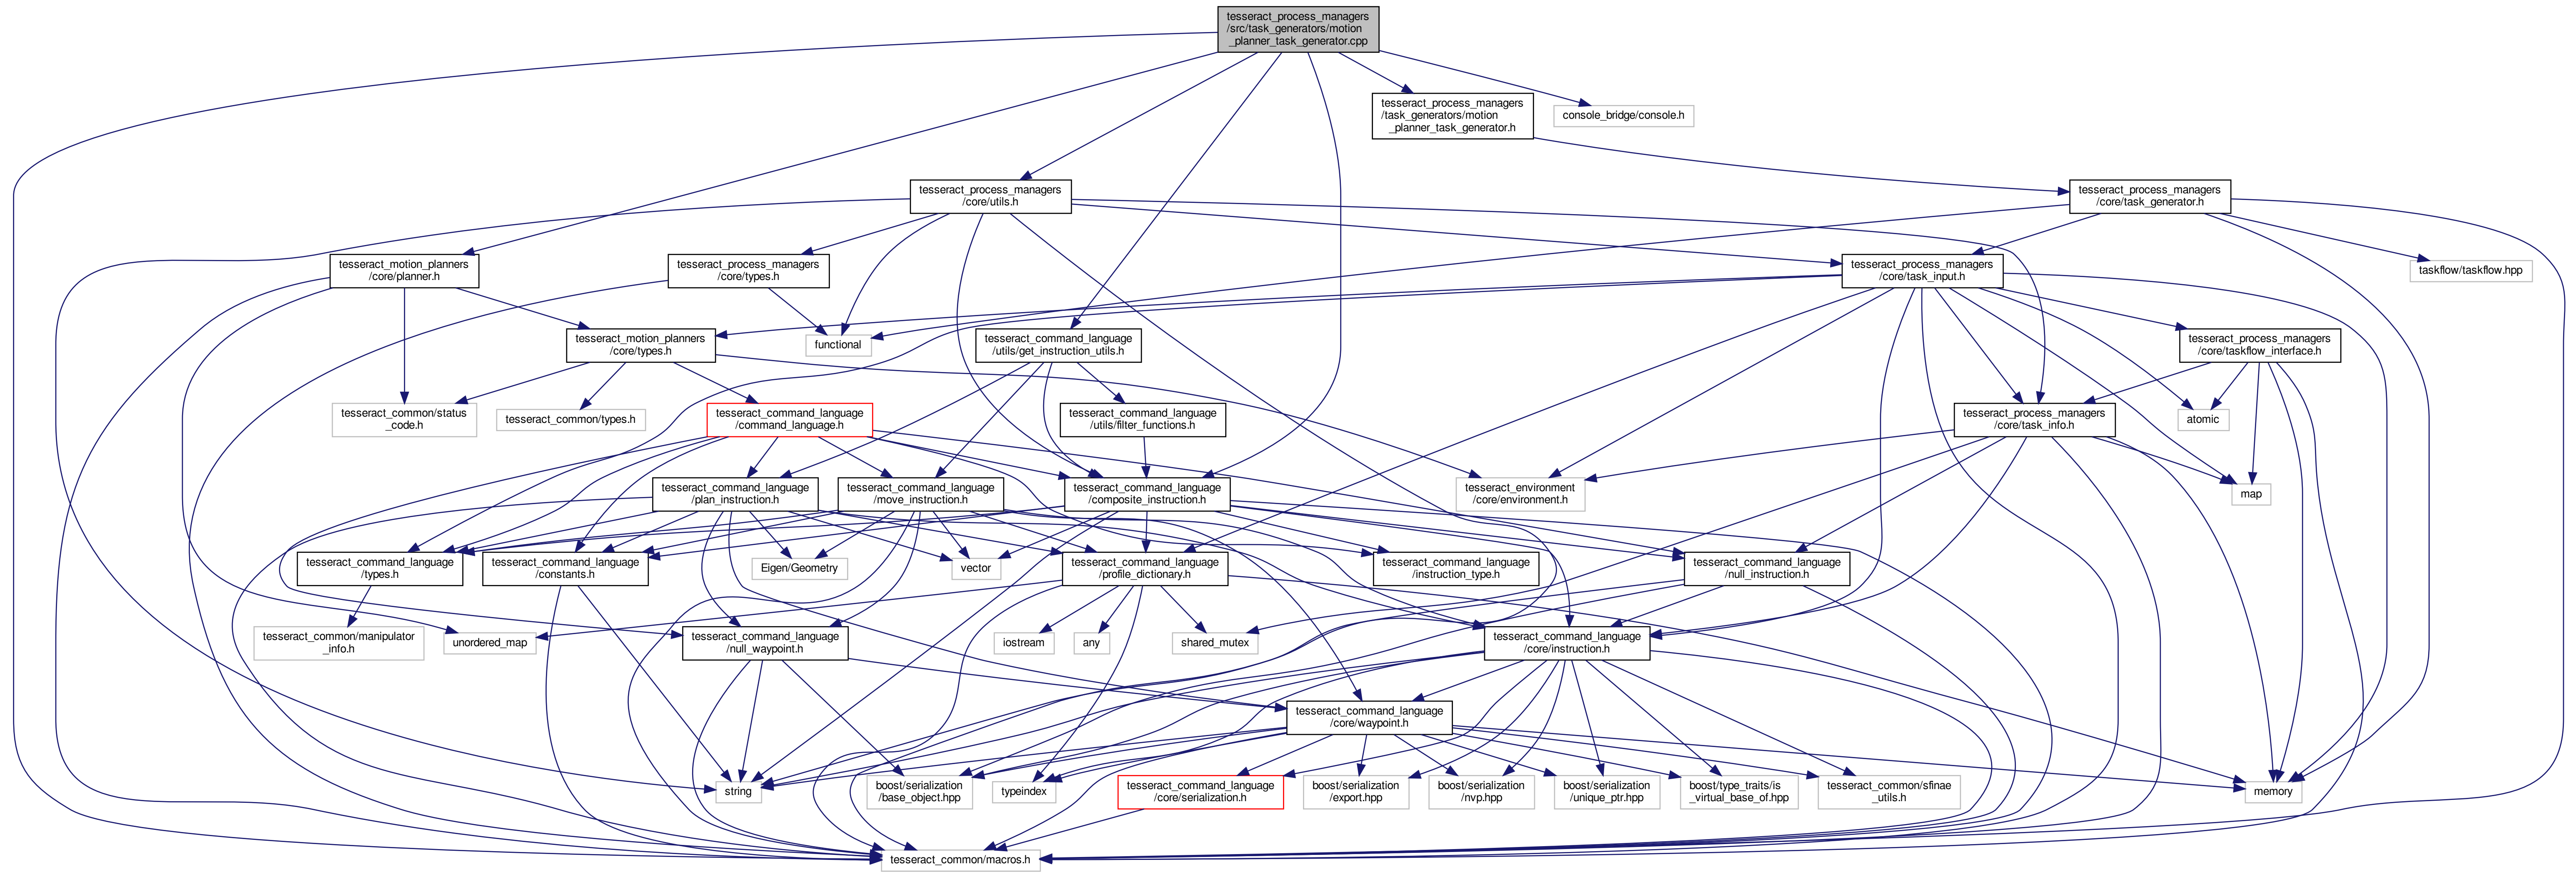 tesseract_process_managers
/src/task_generators/motion
_planner_task_generator.cpp
tesseract_process_managers
/task_generators/motion
_planner_task_generator.h
console_bridge/console.h
tesseract_process_managers
/core/utils.h
tesseract_process_managers
/core/task_generator.h
tesseract_motion_planners
/core/planner.h
tesseract_process_managers
/core/types.h
tesseract_process_managers
/core/task_input.h
taskflow/taskflow.hpp
tesseract_motion_planners
/core/types.h
functional
tesseract_command_language
/utils/get_instruction_utils.h
tesseract_process_managers
/core/taskflow_interface.h
tesseract_common/status
_code.h
tesseract_common/types.h
tesseract_command_language
/command_language.h
tesseract_command_language
/utils/filter_functions.h
tesseract_process_managers
/core/task_info.h
atomic
tesseract_command_language
/plan_instruction.h
tesseract_command_language
/move_instruction.h
tesseract_command_language
/composite_instruction.h
tesseract_environment
/core/environment.h
map
tesseract_command_language
/types.h
tesseract_command_language
/constants.h
Eigen/Geometry
vector
tesseract_command_language
/profile_dictionary.h
tesseract_command_language
/instruction_type.h
tesseract_command_language
/null_instruction.h
tesseract_common/manipulator
_info.h
unordered_map
tesseract_command_language
/null_waypoint.h
iostream
any
shared_mutex
tesseract_command_language
/core/instruction.h
tesseract_command_language
/core/waypoint.h
string
boost/serialization
/base_object.hpp
typeindex
tesseract_command_language
/core/serialization.h
boost/serialization
/export.hpp
boost/serialization
/nvp.hpp
boost/serialization
/unique_ptr.hpp
boost/type_traits/is
_virtual_base_of.hpp
tesseract_common/sfinae
_utils.h
memory
tesseract_common/macros.h